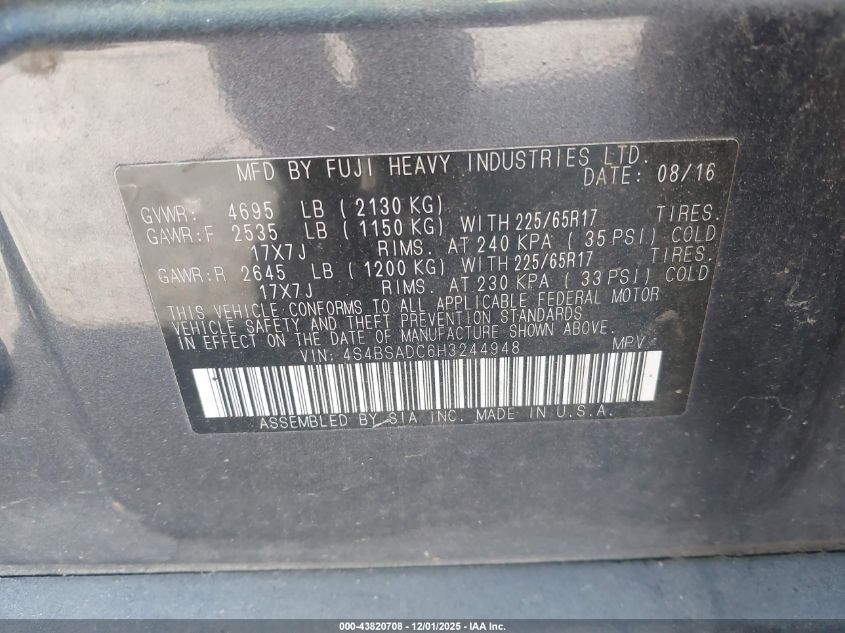 MFD BY FUJI HEAVY INDUSTRIES LTD.
DATE: 08/16
GVWR: 4695 LB ( 2130 KG)
GAWR:F 2535 LB ( 1150 KG) WITH 225/65R17 TIRES.
17X7J RIMS. AT 240 KPA ( 35 PSI) COLD
GAWR:R 2645 LB ( 1200 KG) WITH 225/65R17 TIRES.
17X7J RIMS. AT 230 KPA ( 33 PSI) COLD
THIS VEHICLE CONFORMS TO ALL APPLICABLE FEDERAL MOTOR
VEHICLE SAFETY AND THEFT PREVENTION STANDARDS
IN EFFECT ON THE DATE OF MANUFACTURE SHOWN ABOVE.
VIN: 4S4BSADC6H3244948 MPV
ASSEMBLED BY SIA INC. MADE IN U.S.A.
000-43820708 - 12/01/2025 - IAA Inc.